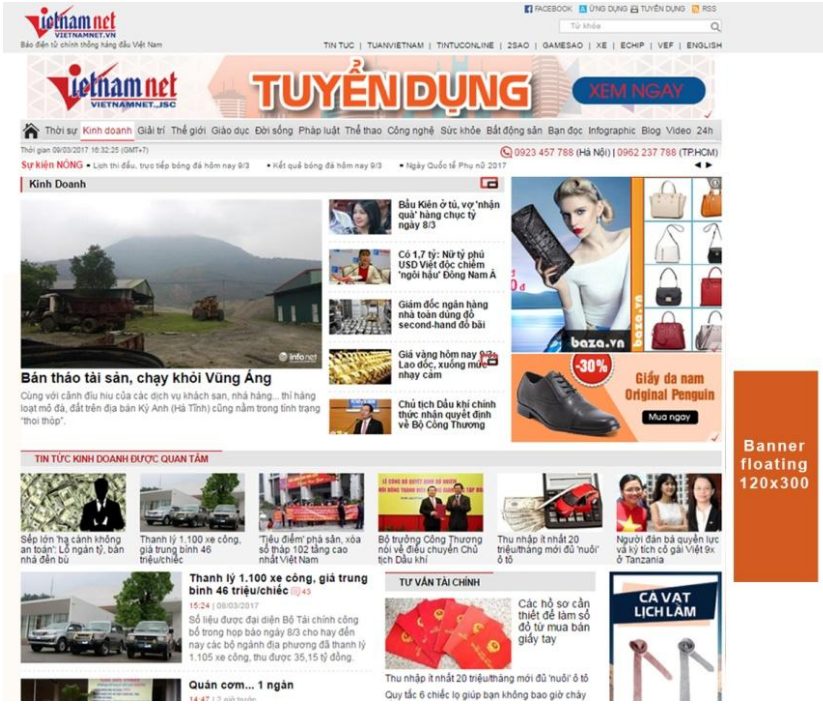 Vietnamnet
VIETNAMNET.VN
Báo điện tử chính thống hàng đầu Việt Nam
FACEBOOK ỨNG DỤNG TUYỂN DỤNG RSS
Từ khóa
TIN TUC | TUANVIETNAM | TINTUCONLINE | 2SAO | GAMESAO | XE | ECHIP | VEF | ENGLISH
Vietnamnet
VIETNAMNET.,JSC
TUYỂN DỤNG
XEM NGAY
Thời sự Kinh doanh Giải trí Thế giới Giáo dục Đời sống Pháp luật Thể thao Công nghệ Sức khỏe Bất động sản Bạn đọc Infographic Blog Video 24h
Thời gian 09/03/2017 16:32:25 (GMT+7)
0923 457 788 (Hà Nội) | 0962 237 788 (TP.HCM)
Sự kiện NÓNG • Lịch thi đấu, trực tiếp bóng đá hôm nay 9/3 • Kết quả bóng đá hôm nay 9/3 • Ngày Quốc tế Phụ nữ 2017
Kinh Doanh
infonet
Bán tháo tài sản, chạy khỏi Vũng Áng
Cùng với cảnh đìu hiu của các dịch vụ khách sạn, nhà hàng... thì hàng
loạt mỏ đá, đất trên địa bàn Kỳ Anh (Hà Tĩnh) cũng nằm trong tình trạng
"thoi thóp".
Bầu Kiên ở tù, vợ 'nhận
quà' hàng chục tỷ
ngày 8/3
Có 1,7 tỷ: Nữ tỷ phú
USD Việt độc chiếm
'ngôi hậu' Đông Nam Á
Giám đốc ngân hàng
nhà toàn dùng đồ
second-hand đồ bãi
Giá vàng hôm nay 9/3:
Lao dốc, xuống mức
nhạy cảm
Chủ tịch Dầu khí chính
thức nhận quyết định
về Bộ Công Thương
baza.vn
baza.vn
-30%
Giầy da nam
Original Penguin
Mua ngay
Banner
floating
120x300
TIN TỨC KINH DOANH ĐƯỢC QUAN TÂM
Sếp lớn 'hạ cánh không
an toàn': Lỗ ngàn tỷ, bán
nhà đền bù
Thanh lý 1.100 xe công,
giá trung bình 46
triệu/chiếc
'Tiêu điểm' phá sản, xóa
sổ tháp 102 tầng cao
nhất Việt Nam
Bộ trưởng Công Thương
nói về điều chuyển Chủ
tịch Dầu khí
Thu nhập ít nhất 20
triệu/tháng mới đủ 'nuôi'
ô tô
Người đàn bà quyền lực
và kỳ tích cô gái Việt 9x
ở Tanzania
Thanh lý 1.100 xe công, giá trung
bình 46 triệu/chiếc 43
15:24 | 08/03/2017
Số liệu được đại diện Bộ Tài chính công
bố trong họp báo ngày 8/3 cho hay đến
nay các bộ ngành địa phương đã thanh lý
1.105 xe công, thu được 35,15 tỷ đồng.
Quán cơm... 1 ngàn
14:47 | 2 giờ trước
TƯ VẤN TÀI CHÍNH
Các hồ sơ cần
thiết để làm sổ
đỏ từ mua bán
giấy tay
Thu nhập ít nhất 20 triệu/tháng mới đủ 'nuôi' ô tô
Quy tắc 6 chiếc lọ giúp bạn không bao giờ cháy
CÀ VẠT
LỊCH LÃM